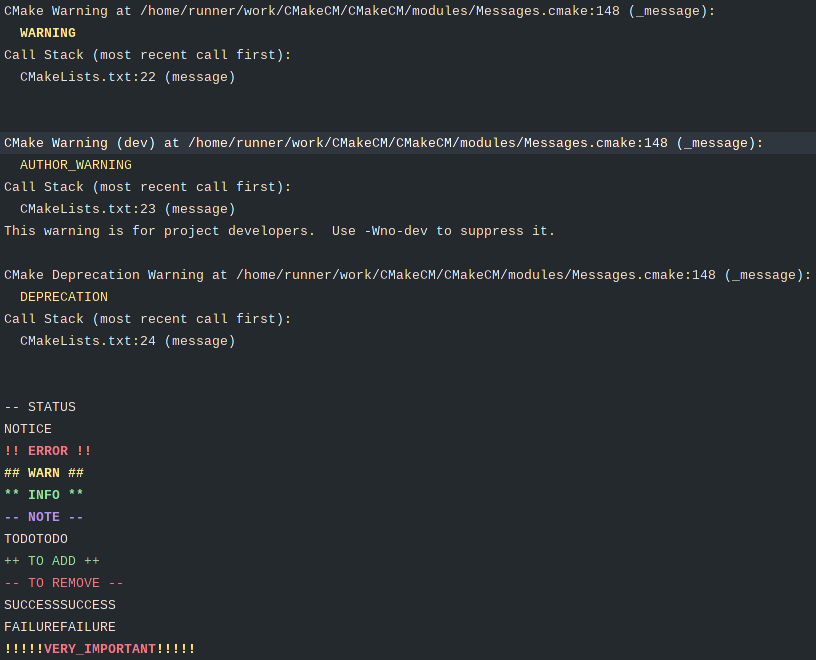 CMake Warning at /home/runner/work/CMakeCM/CMakeCM/modules/Messages.cmake:148 (_message):
  WARNING
Call Stack (most recent call first):
  CMakeLists.txt:22 (message)
CMake Warning (dev) at /home/runner/work/CMakeCM/CMakeCM/modules/Messages.cmake:148 (_message):
  AUTHOR_WARNING
Call Stack (most recent call first):
  CMakeLists.txt:23 (message)
This warning is for project developers.  Use -Wno-dev to suppress it.
CMake Deprecation Warning at /home/runner/work/CMakeCM/CMakeCM/modules/Messages.cmake:148 (_message):
  DEPRECATION
Call Stack (most recent call first):
  CMakeLists.txt:24 (message)
-- STATUS
NOTICE
!! ERROR !!
## WARN ##
** INFO **
-- NOTE --
TODOTODO
++ TO ADD ++
-- TO REMOVE --
SUCCESSSUCCESS
FAILUREFAILURE
!!!!!VERY_IMPORTANT!!!!!